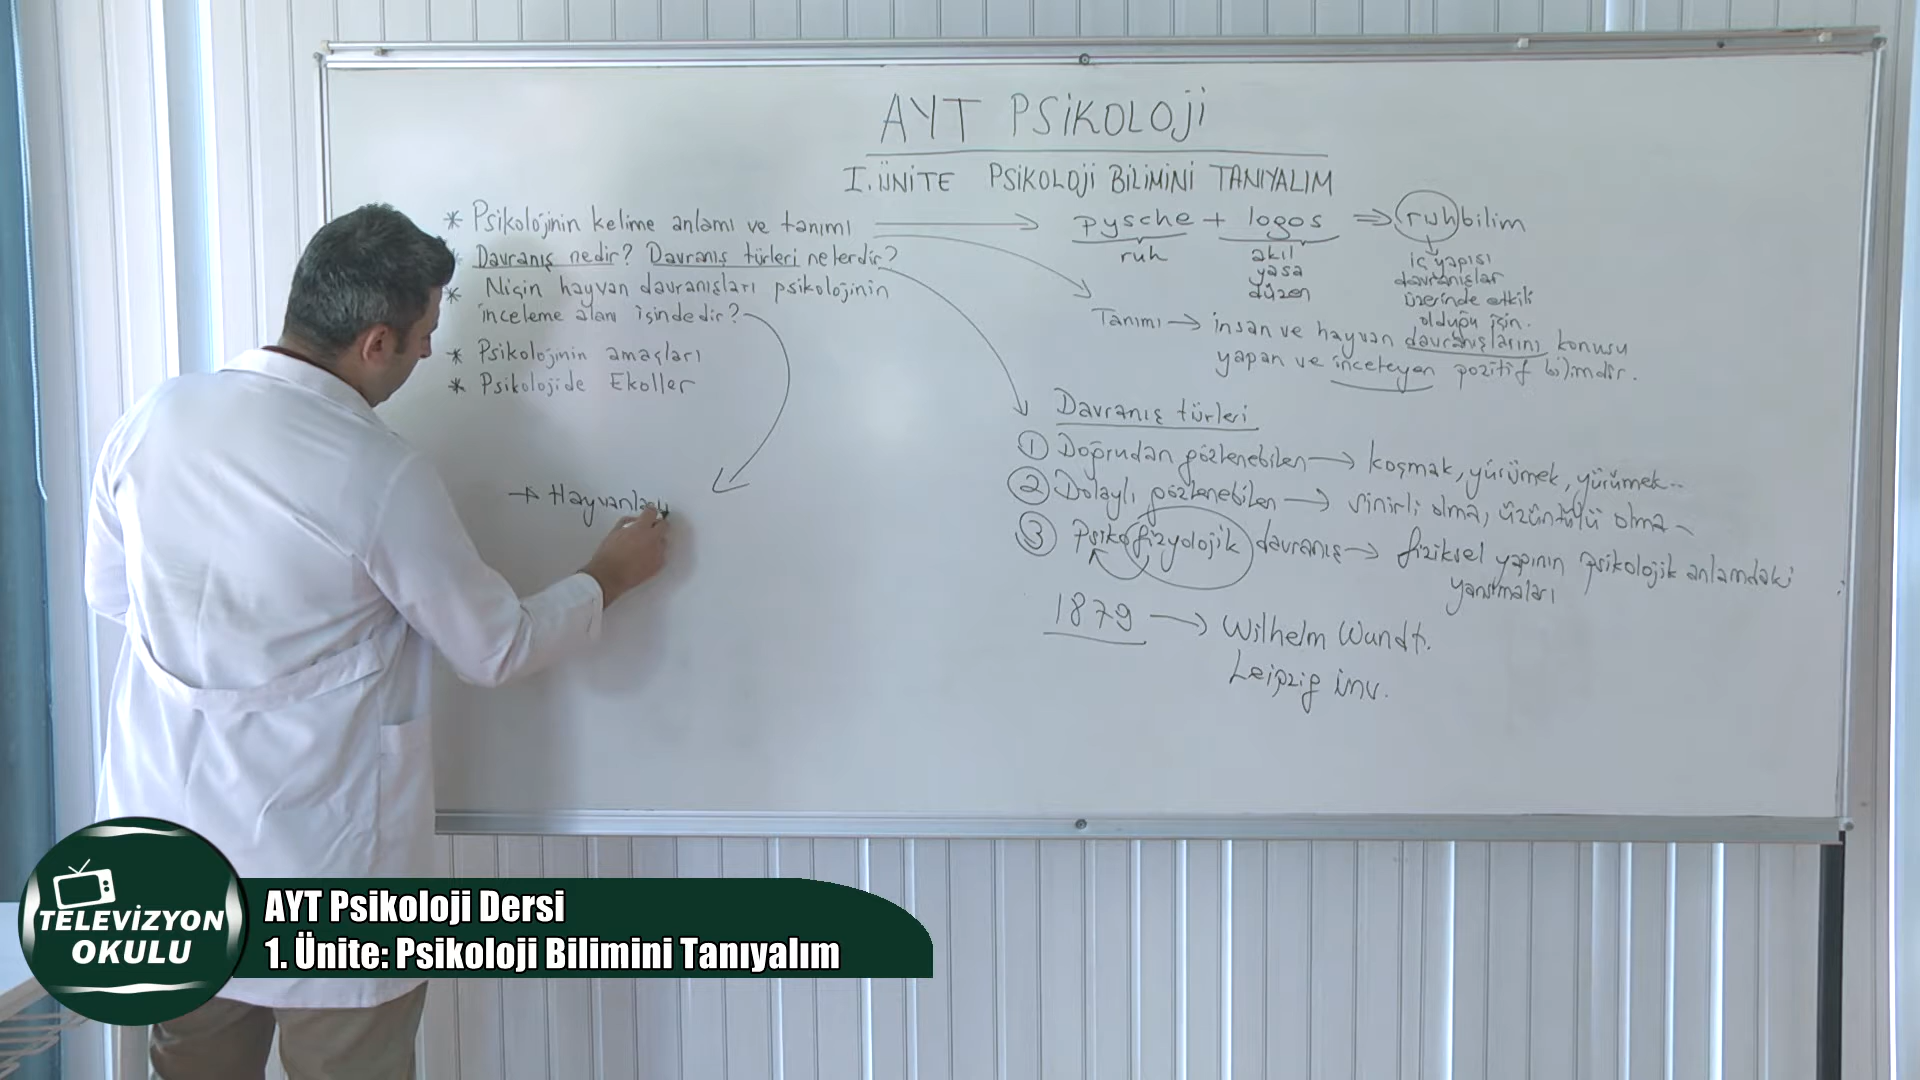 AYT PSİKOLOJİ
I. ÜNİTE PSİKOLOJİ BİLİMİNİ TANIYALIM
* Psikolojinin kelime anlamı ve tanımı
* Davranış nedir? Davranış türleri nelerdir?
* Niçin hayvan davranışları psikolojinin
inceleme alanı içindedir?
* Psikolojinin amaçları
* Psikolojide Ekoller
→ Hayvanları
pysche + logos ⇒ ruhbilim
ruh
akıl
yasa
düzen
iç yapısı
davranışlar
üzerinde etkili
olduğu için.
Tanımı → insan ve hayvan davranışlarını konusu
yapan ve inceleyen pozitif bilimdir.
Davranış türleri
① Doğrudan gözlenebilen → koşmak, yürümek, yürümek..
② Dolaylı gözlenebilen → sinirli olma, üzüntülü olma
③ Psikofizyolojik davranış → fiziksel yapının psikolojik anlamdaki
yansımaları
1879 → Wilhelm Wundt.
Leipzig ünv.
TELEVİZYON
OKULU
AYT Psikoloji Dersi
1. Ünite: Psikoloji Bilimini Tanıyalım